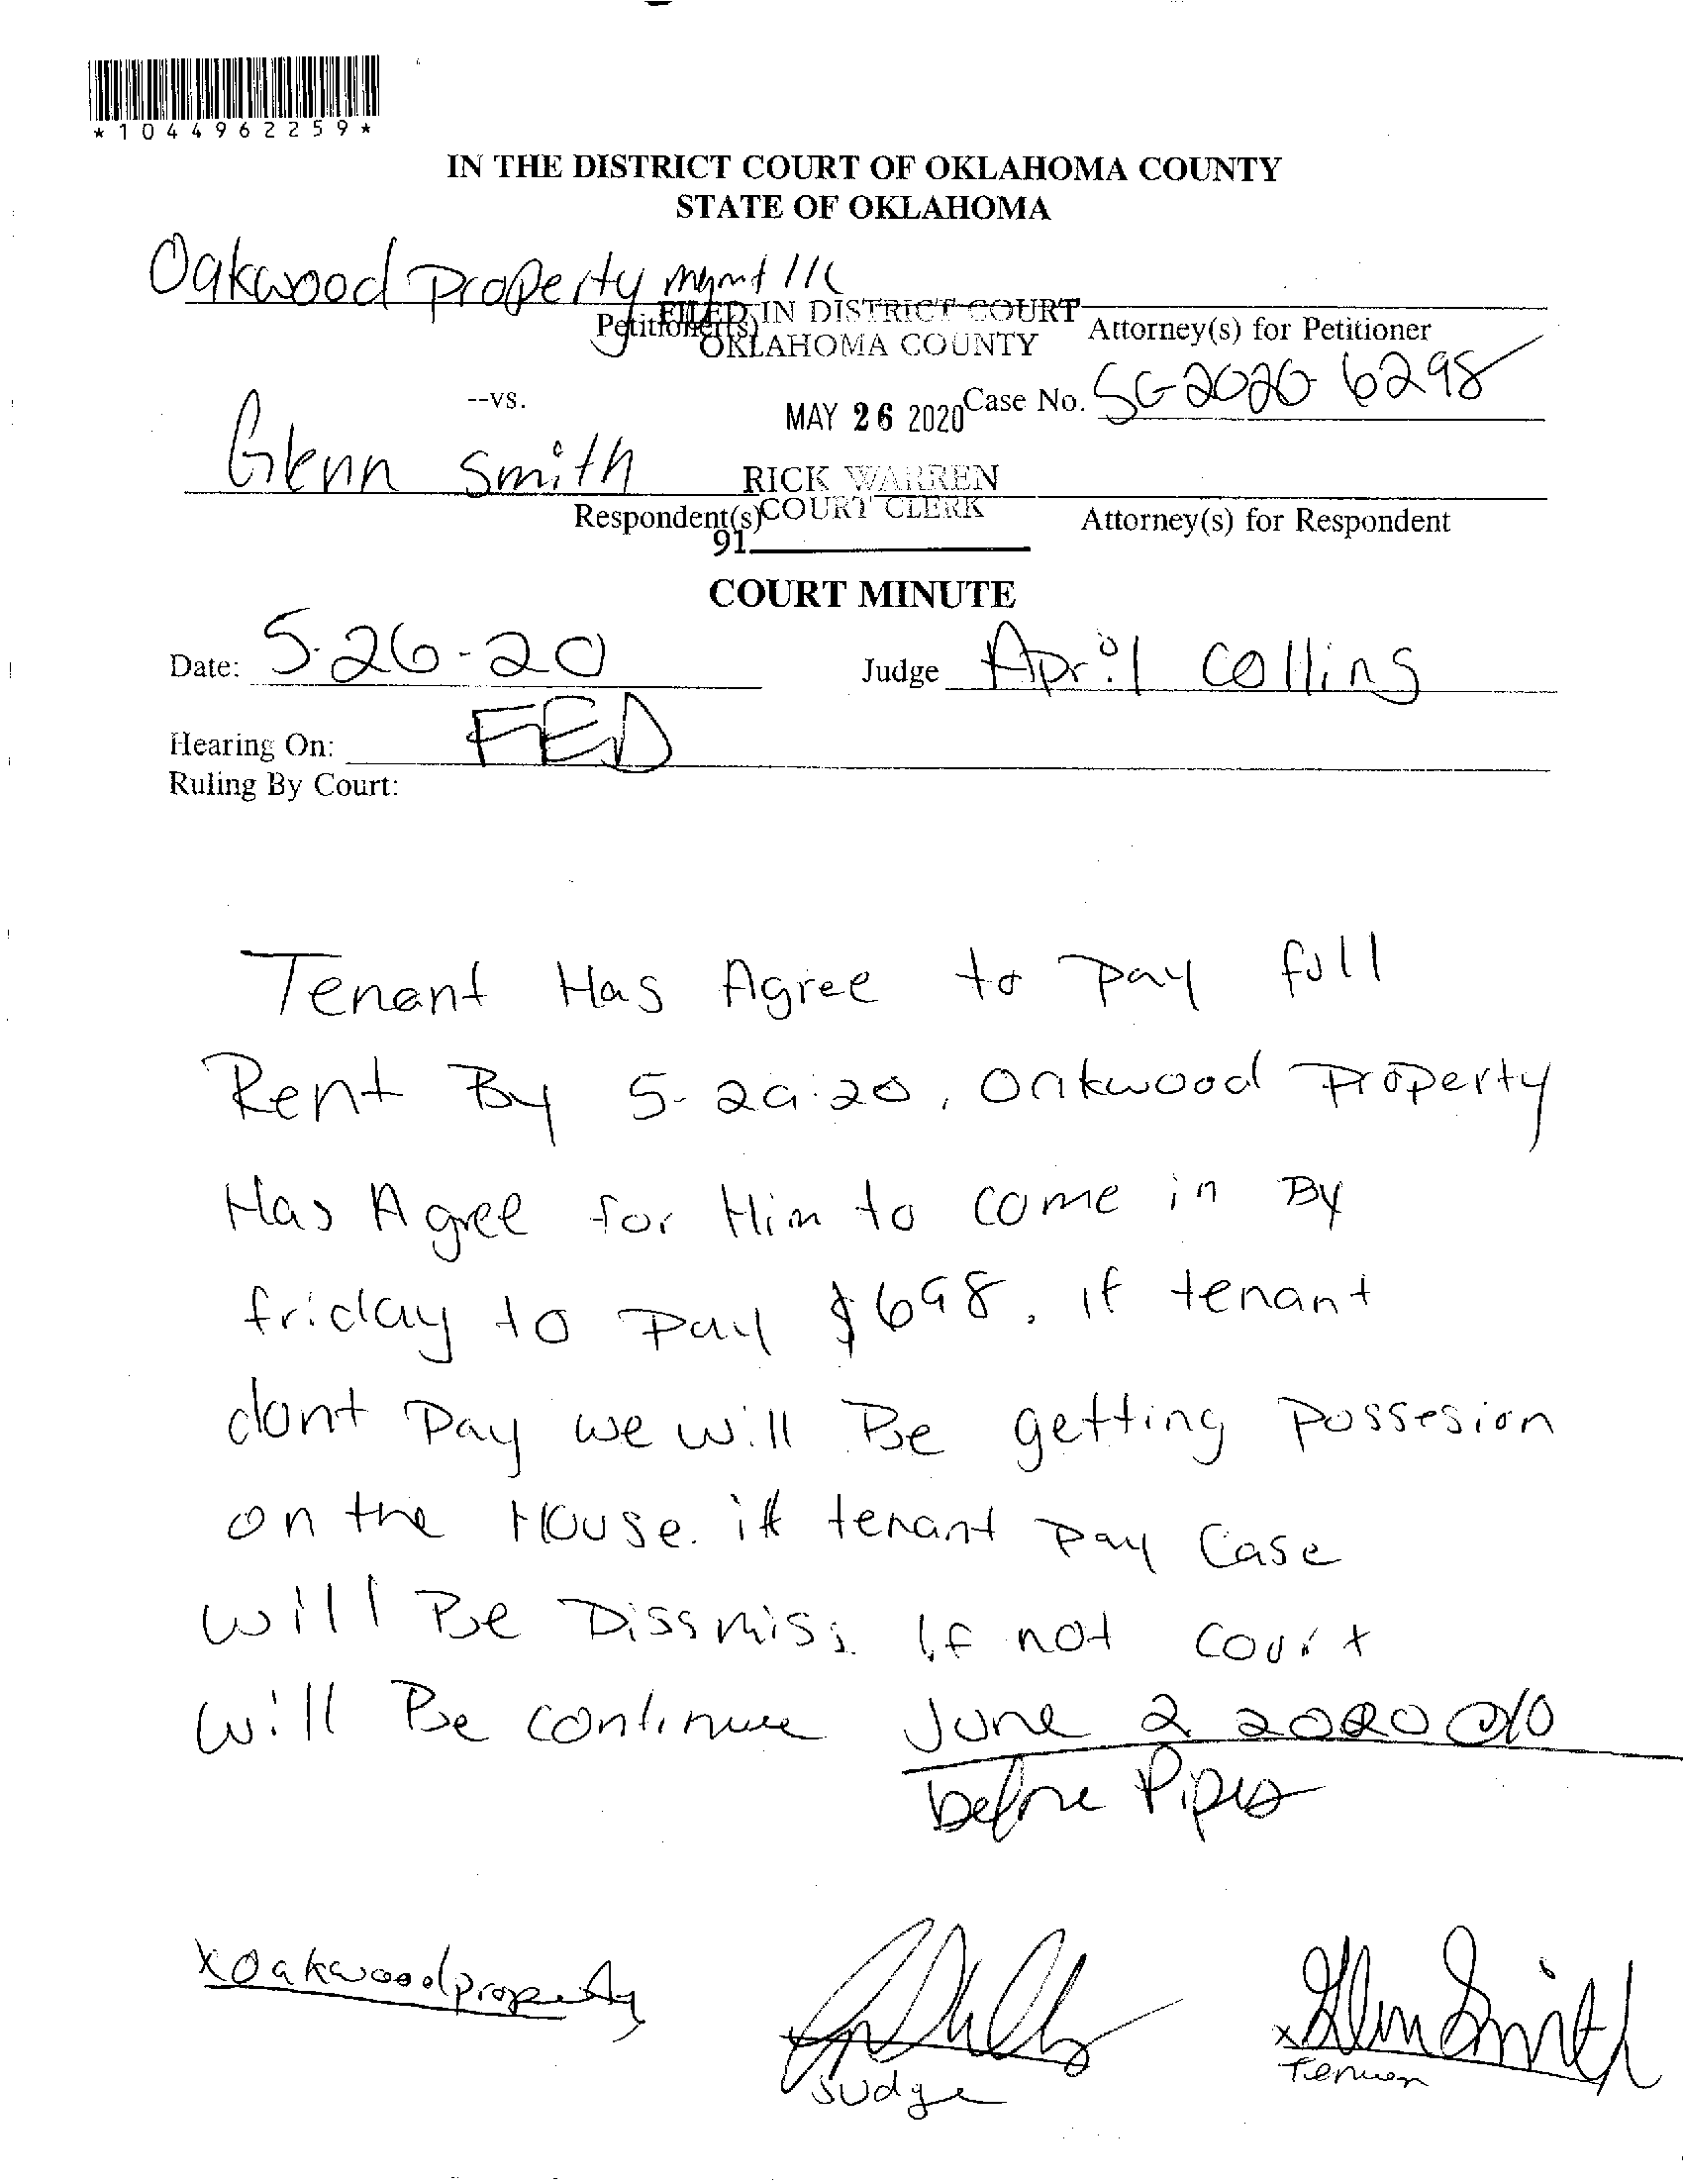 *1044962259*
IN THE DISTRICT COURT OF OKLAHOMA COUNTY
STATE OF OKLAHOMA
Oakwood Property mgmt llc
Petitioner(s)
FILED IN DISTRICT COURT
OKLAHOMA COUNTY
Attorney(s) for Petitioner
--vs.
MAY 26 2020
Case No. SC-2020 6298
Glenn Smith
RICK WARREN
COURT CLERK
Respondent(s)
Attorney(s) for Respondent
91
COURT MINUTE
Date: 5-26-20
Judge April Collins
Hearing On: FED
Ruling By Court:
Tenant Has Agree to pay full
Rent By 5-29-20, Oakwood Property
Has Agree for Him to come in By
friday to Pay $698. if tenant
dont Pay we will Be getting possesion
on the House. if tenant pay Case
will Be Dissmiss. If not court
will Be continue June 2 2020 @10
before Pipes
x Oakwood property
Judge
x Glenn Smith